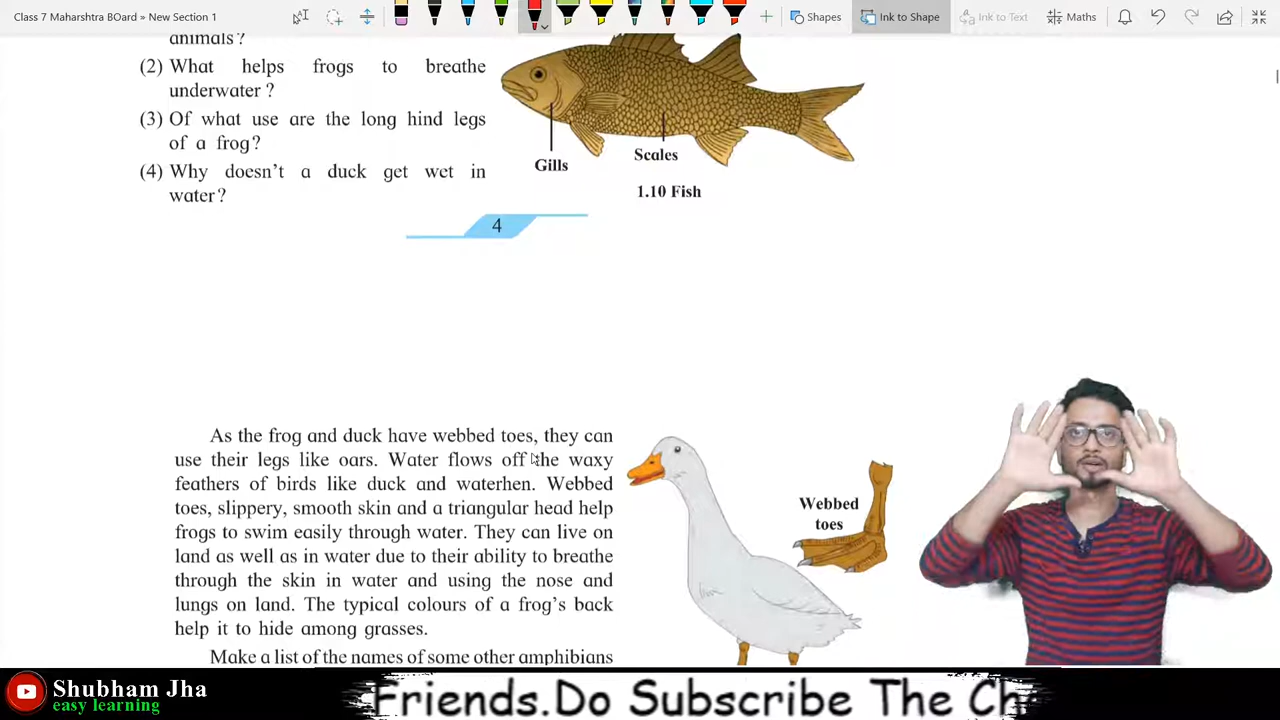 Class 7 Maharshtra BOard » New Section 1
Shapes
Ink to Shape
Ink to Text
Maths
animals?
(2) What helps frogs to breathe
underwater ?
(3) Of what use are the long hind legs
of a frog?
(4) Why doesn't a duck get wet in
water ?
Gills
Scales
1.10 Fish
4
As the frog and duck have webbed toes, they can
use their legs like oars. Water flows off the waxy
feathers of birds like duck and waterhen. Webbed
toes, slippery, smooth skin and a triangular head help
frogs to swim easily through water. They can live on
land as well as in water due to their ability to breathe
through the skin in water and using the nose and
lungs on land. The typical colours of a frog's back
help it to hide among grasses.
Make a list of the names of some other amphibians
Webbed
toes
Shubham Jha
easy learning
Friends.Do Subscribe The Ch